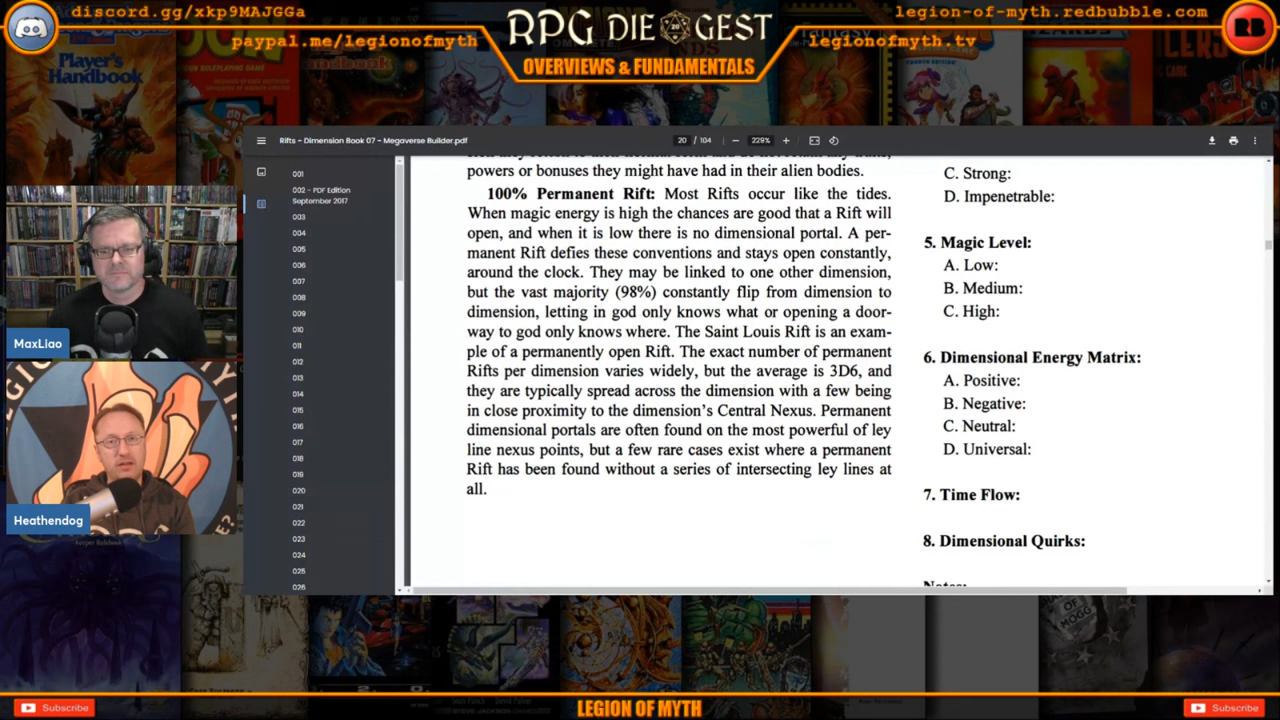 discord.gg/xkp9MAJGGa
paypal.me/legionofmyth
RPG DIE GEST
OVERVIEWS & FUNDAMENTALS
legion-of-myth.redbubble.com
legionofmyth.tv
RB
Player's
Handbook
Rifts - Dimension Book 07 - Megaverse Builder.pdf
20 / 104
229%
001
002 - PDF Edition
September 2017
003
004
005
006
007
008
009
010
011
012
013
014
015
016
017
018
019
020
021
022
023
024
025
026
powers or bonuses they might have had in their alien bodies.
100% Permanent Rift: Most Rifts occur like the tides.
When magic energy is high the chances are good that a Rift will
open, and when it is low there is no dimensional portal. A per-
manent Rift defies these conventions and stays open constantly,
around the clock. They may be linked to one other dimension,
but the vast majority (98%) constantly flip from dimension to
dimension, letting in god only knows what or opening a door-
way to god only knows where. The Saint Louis Rift is an exam-
ple of a permanently open Rift. The exact number of permanent
Rifts per dimension varies widely, but the average is 3D6, and
they are typically spread across the dimension with a few being
in close proximity to the dimension's Central Nexus. Permanent
dimensional portals are often found on the most powerful of ley
line nexus points, but a few rare cases exist where a permanent
Rift has been found without a series of intersecting ley lines at
all.
C. Strong:
D. Impenetrable:
5. Magic Level:
A. Low:
B. Medium:
C. High:
6. Dimensional Energy Matrix:
A. Positive:
B. Negative:
C. Neutral:
D. Universal:
7. Time Flow:
8. Dimensional Quirks:
Notes:
MaxLiao
Heathendog
Subscribe
LEGION OF MYTH
Subscribe